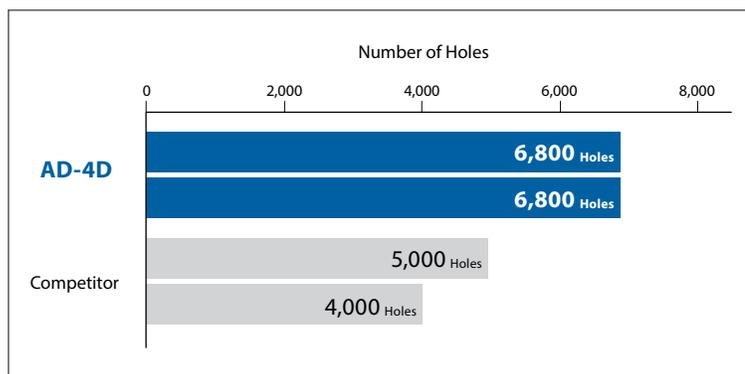 Number of Holes
0 2,000 4,000 6,000 8,000
AD-4D
6,800 Holes
6,800 Holes
Competitor
5,000 Holes
4,000 Holes